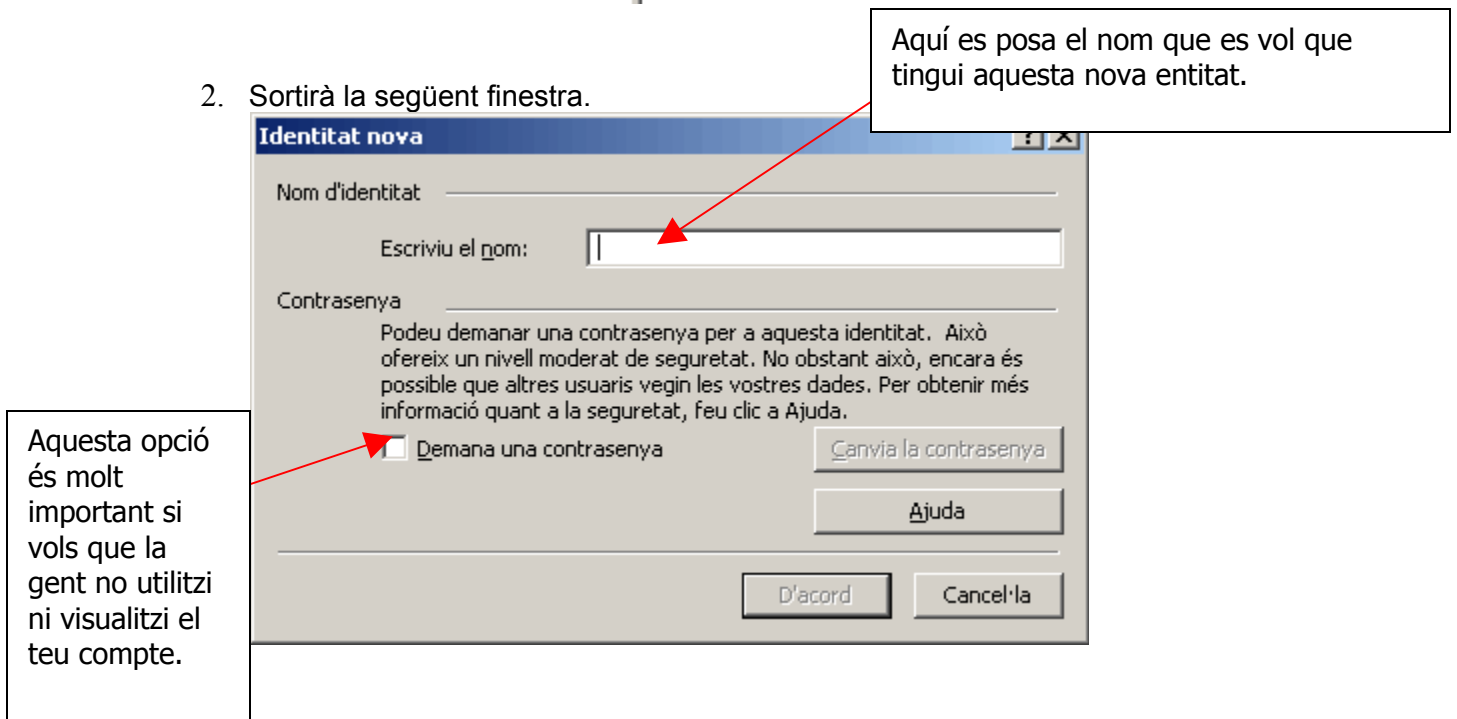 Aquí es posa el nom que es vol que
tingui aquesta nova entitat.
2. Sortirà la següent finestra.
Identitat nova
Nom d'identitat
Escriviu el nom:
Contrasenya
Podeu demanar una contrasenya per a aquesta identitat. Això
ofereix un nivell moderat de seguretat. No obstant això, encara és
possible que altres usuaris vegin les vostres dades. Per obtenir més
informació quant a la seguretat, feu clic a Ajuda.
Demana una contrasenya
Canvia la contrasenya
Ajuda
D'acord
Cancel·la
Aquesta opció
és molt
important si
vols que la
gent no utilitzi
ni visualitzi el
teu compte.